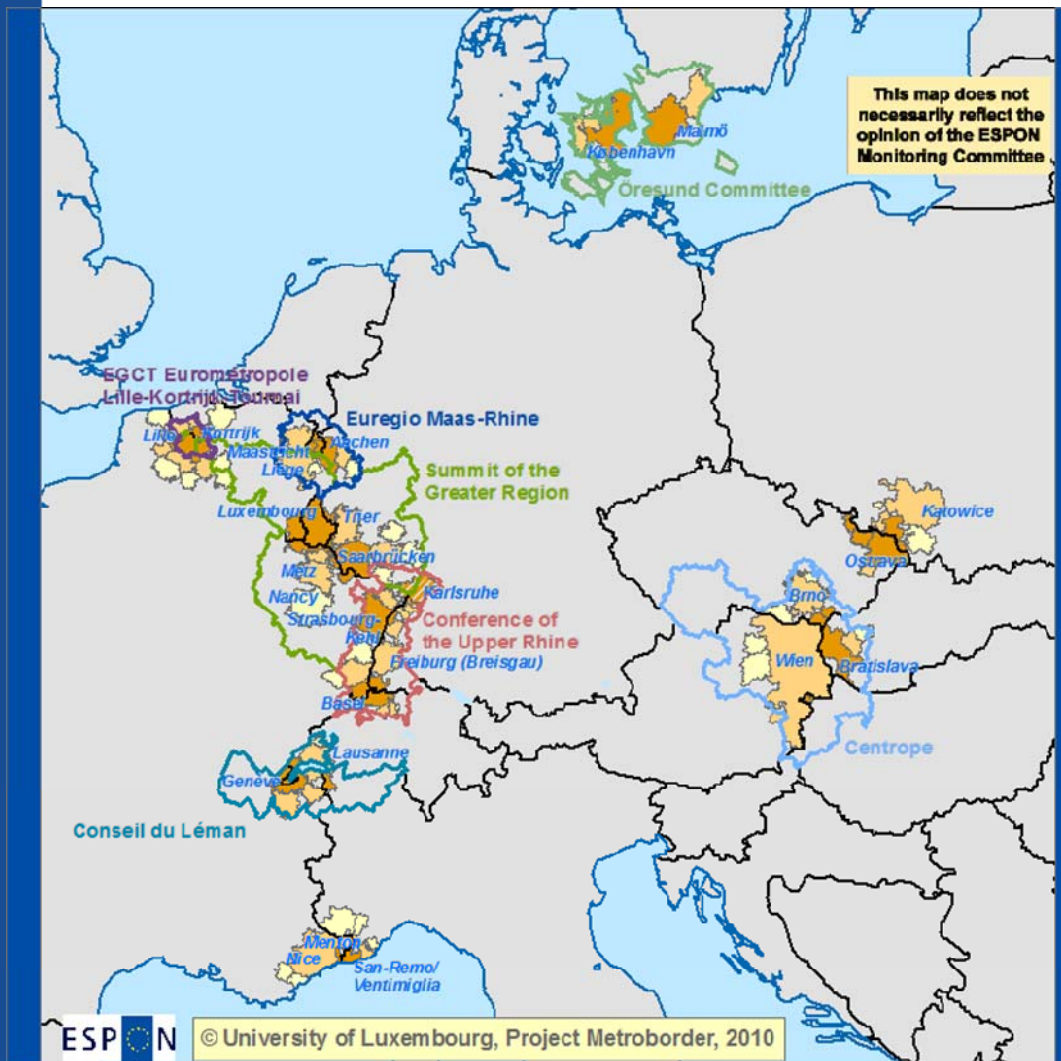 This map does not
necessarily reflect the
opinion of the ESPON
Monitoring Committee
Malmö
København
Öresund Committee
EGCT Eurométropole
Lille-Kortrijk-Tournai
Lille
Kortrijk
Euregio Maas-Rhine
Aachen
Maastricht
Liège
Summit of the
Greater Region
Luxembourg
Trier
Katowice
Saarbrücken
Ostrava
Metz
Karlsruhe
Brno
Nancy
Strasbourg-
Kehl
Conference of
the Upper Rhine
Freiburg (Breisgau)
Wien
Bratislava
Basel
Centrope
Lausanne
Genève
Conseil du Léman
Menton
Nice
San-Remo/
Ventimiglia
ESPON
© University of Luxembourg, Project Metroborder, 2010